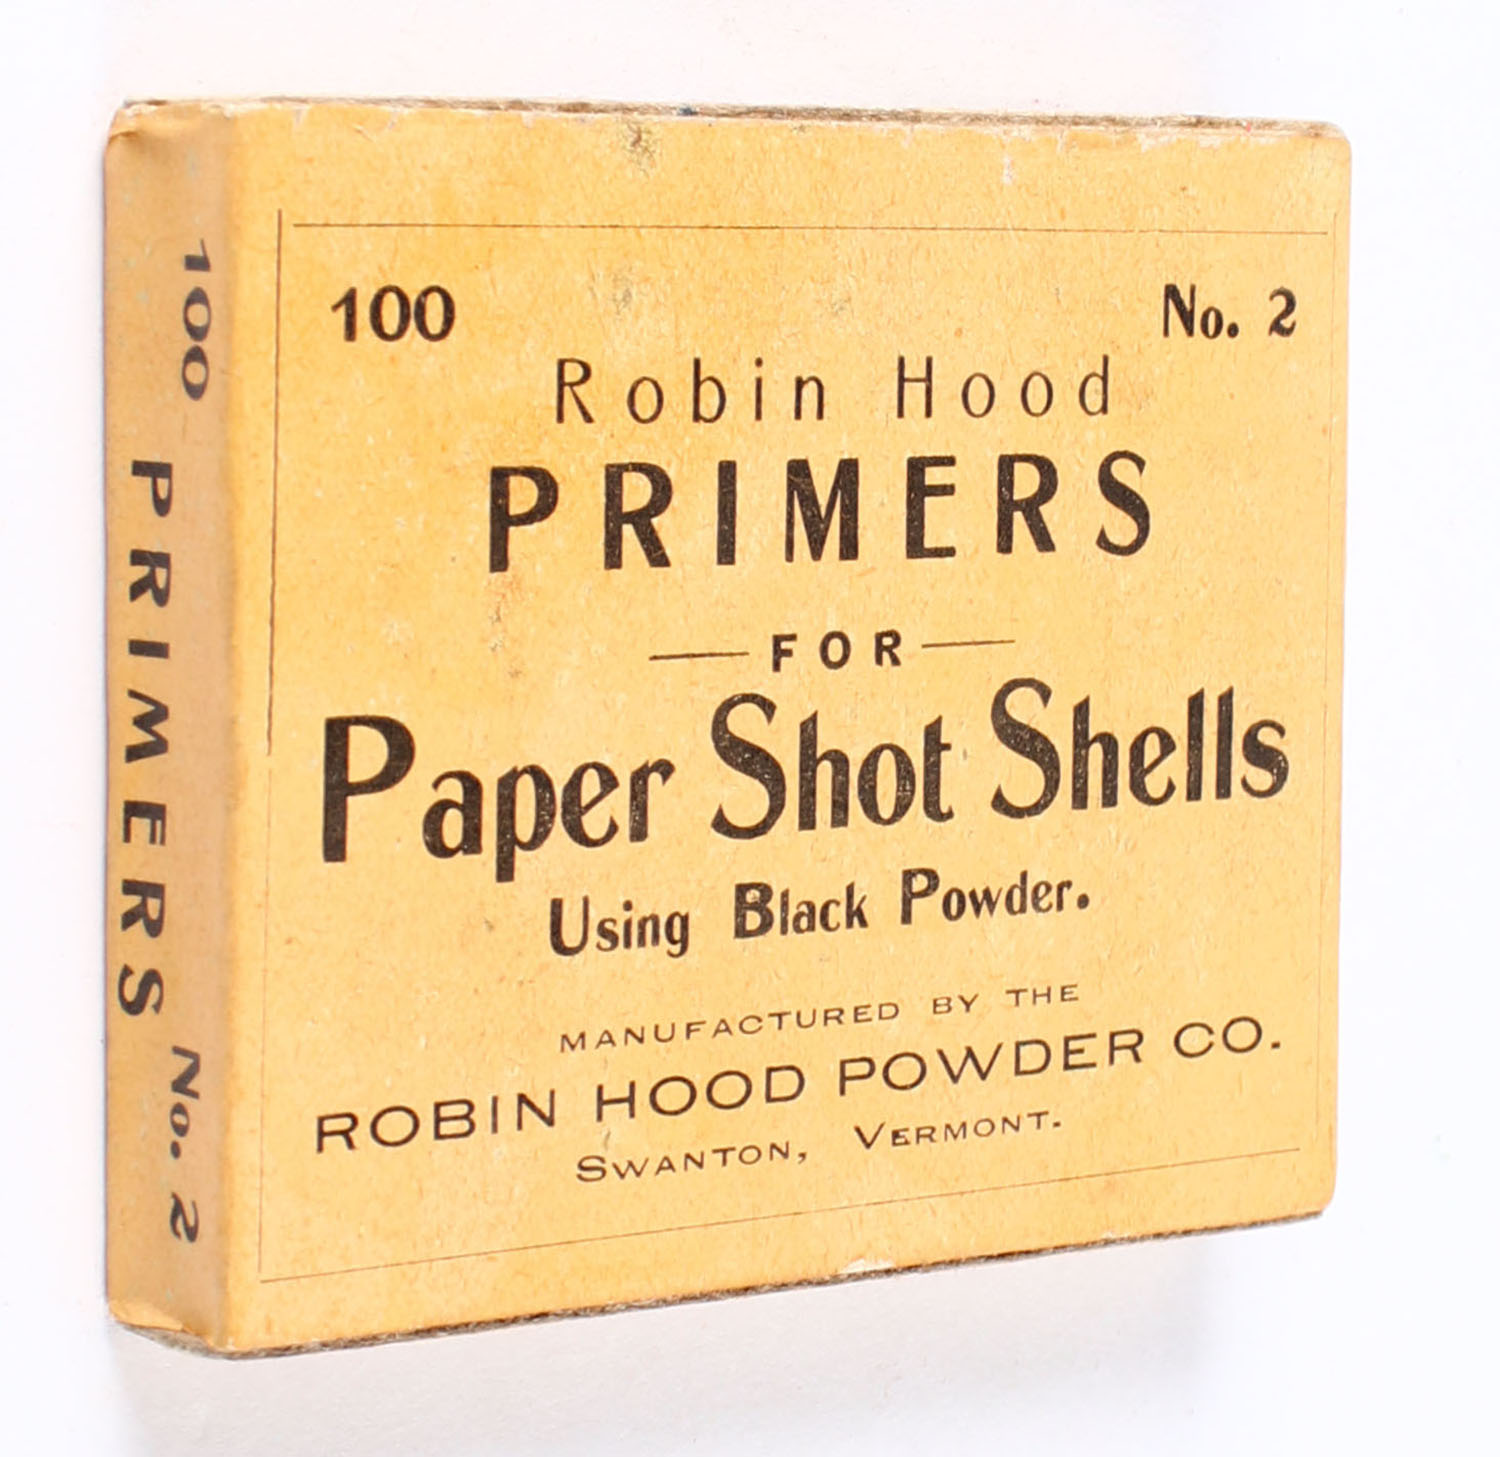 100 No. 2
Robin Hood
PRIMERS
FOR
Paper Shot Shells
Using Black Powder.
MANUFACTURED BY THE
ROBIN HOOD POWDER CO.
SWANTON, VERMONT.
100 PRIMERS No. 2